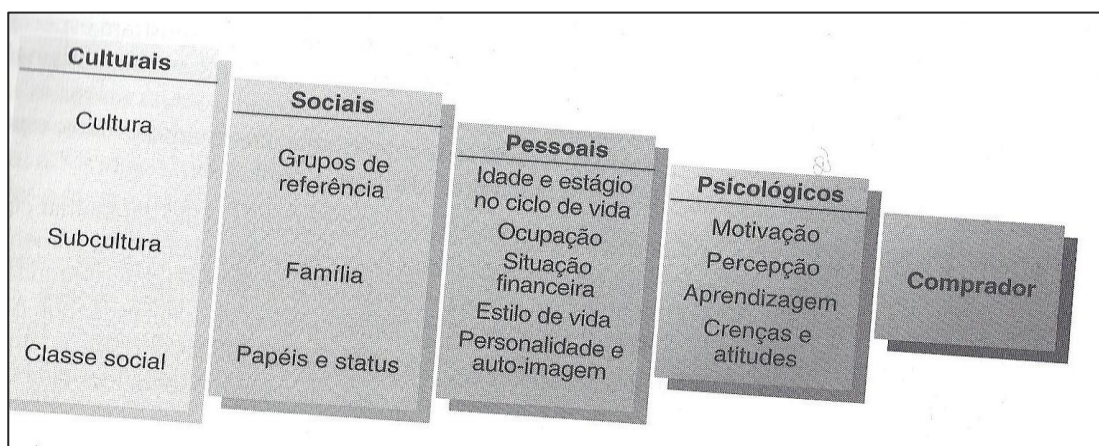 Culturais
Cultura
Subcultura
Classe social
Sociais
Grupos de
referência
Família
Papéis e status
Pessoais
Idade e estágio
no ciclo de vida
Ocupação
Situação
financeira
Estilo de vida
Personalidade e
auto-imagem
Psicológicos
Motivação
Percepção
Aprendizagem
Crenças e
atitudes
Comprador